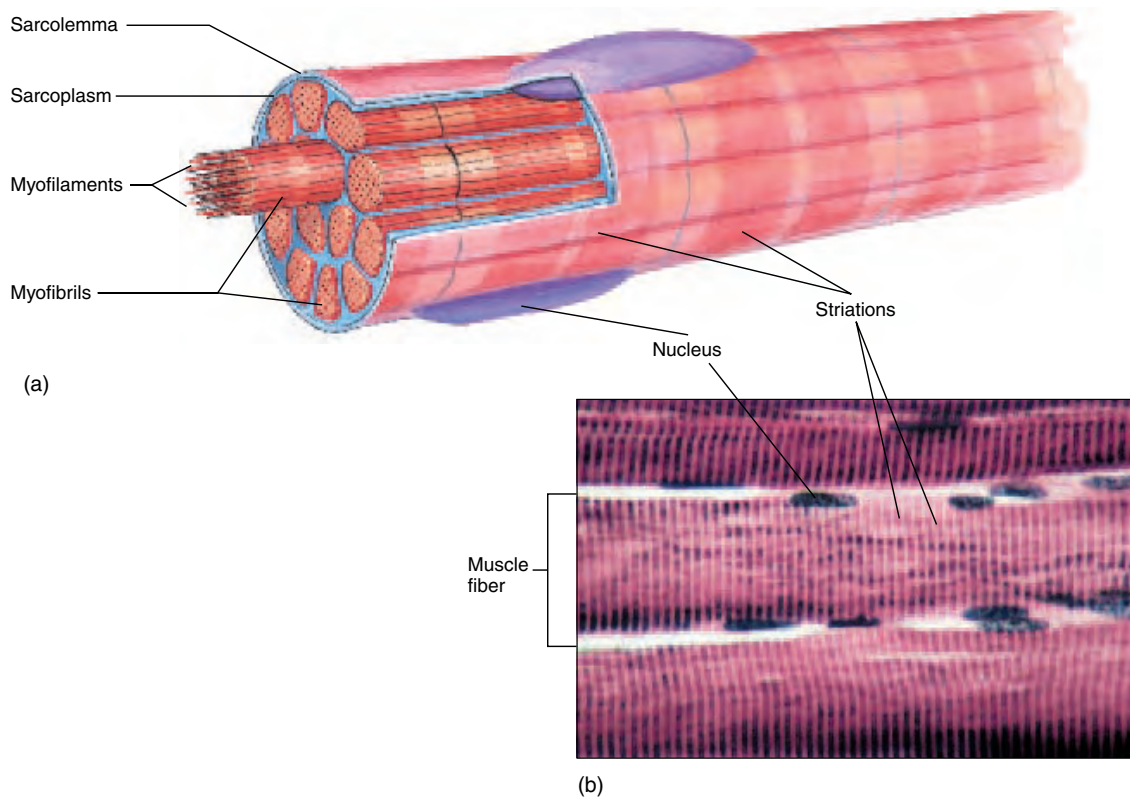 Sarcolemma
Sarcoplasm
Myofilaments
Myofibrils
Striations
Nucleus
(a)
Muscle
fiber
(b)